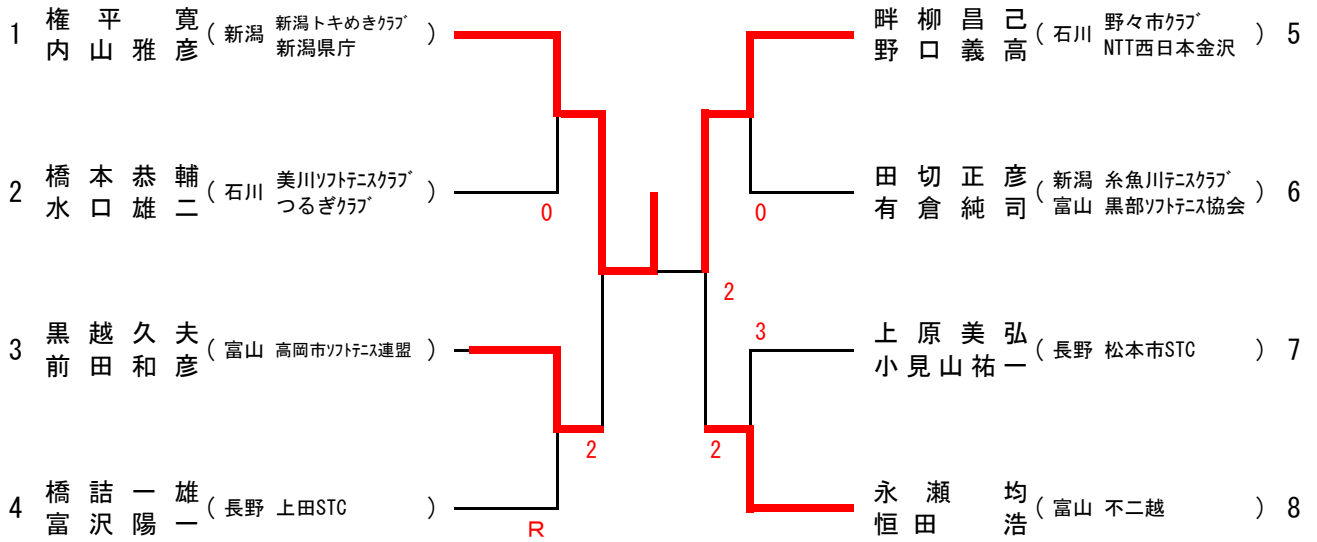 1 権平 寛 ( 新潟 新潟トキめきｸﾗﾌﾞ )
内山雅彦 新潟県庁
2 橋本恭輔 ( 石川 美川ｿﾌﾄﾃﾆｽｸﾗﾌﾞ )
水口雄二 つるぎｸﾗﾌﾞ
0
3 黒越久夫 ( 富山 高岡市ｿﾌﾄﾃﾆｽ連盟 )
前田和彦
2
4 橋詰一雄 ( 長野 上田STC )
富沢陽一
R
畔柳昌己 ( 石川 野々市ｸﾗﾌﾞ ) 5
野口義高 NTT西日本金沢
田切正彦 ( 新潟 糸魚川ﾃﾆｽｸﾗﾌﾞ ) 6
有倉純司 富山 黒部ｿﾌﾄﾃﾆｽ協会
0
2
3
上原美弘 ( 長野 松本市STC ) 7
小見山祐一
2
永瀬 均 ( 富山 不二越 ) 8
恒田 浩